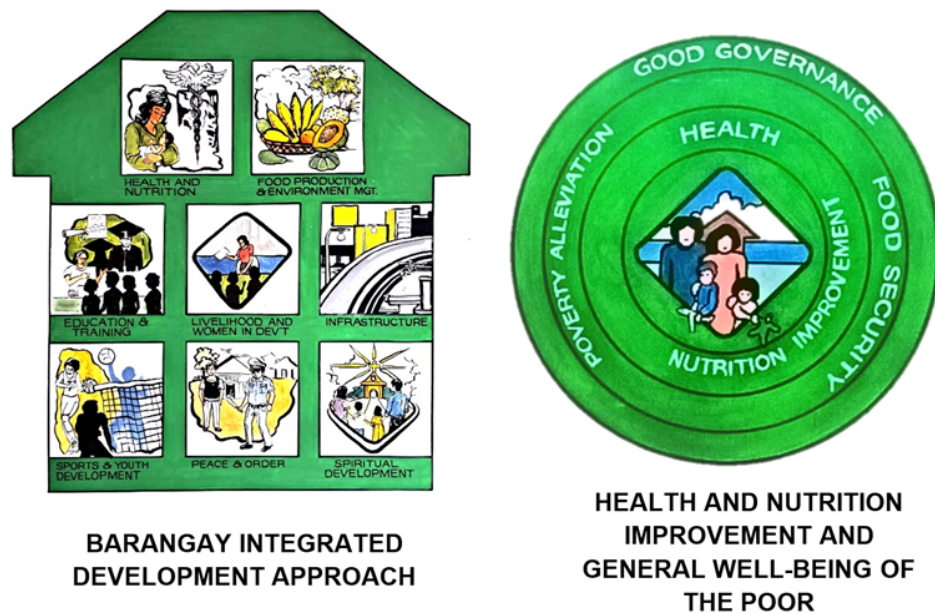 HEALTH AND
NUTRITION
FOOD PRODUCTION
& ENVIRONMENT MGT.
EDUCATION &
TRAINING
LIVELIHOOD AND
WOMEN IN DEV'T
INFRASTRUCTURE
SPORTS & YOUTH
DEVELOPMENT
PEACE & ORDER
SPIRITUAL
DEVELOPMENT
BARANGAY INTEGRATED
DEVELOPMENT APPROACH
GOOD GOVERNANCE
POVERTY ALLEVIATION
FOOD SECURITY
HEALTH
NUTRITION IMPROVEMENT
HEALTH AND NUTRITION
IMPROVEMENT AND
GENERAL WELL-BEING OF
THE POOR